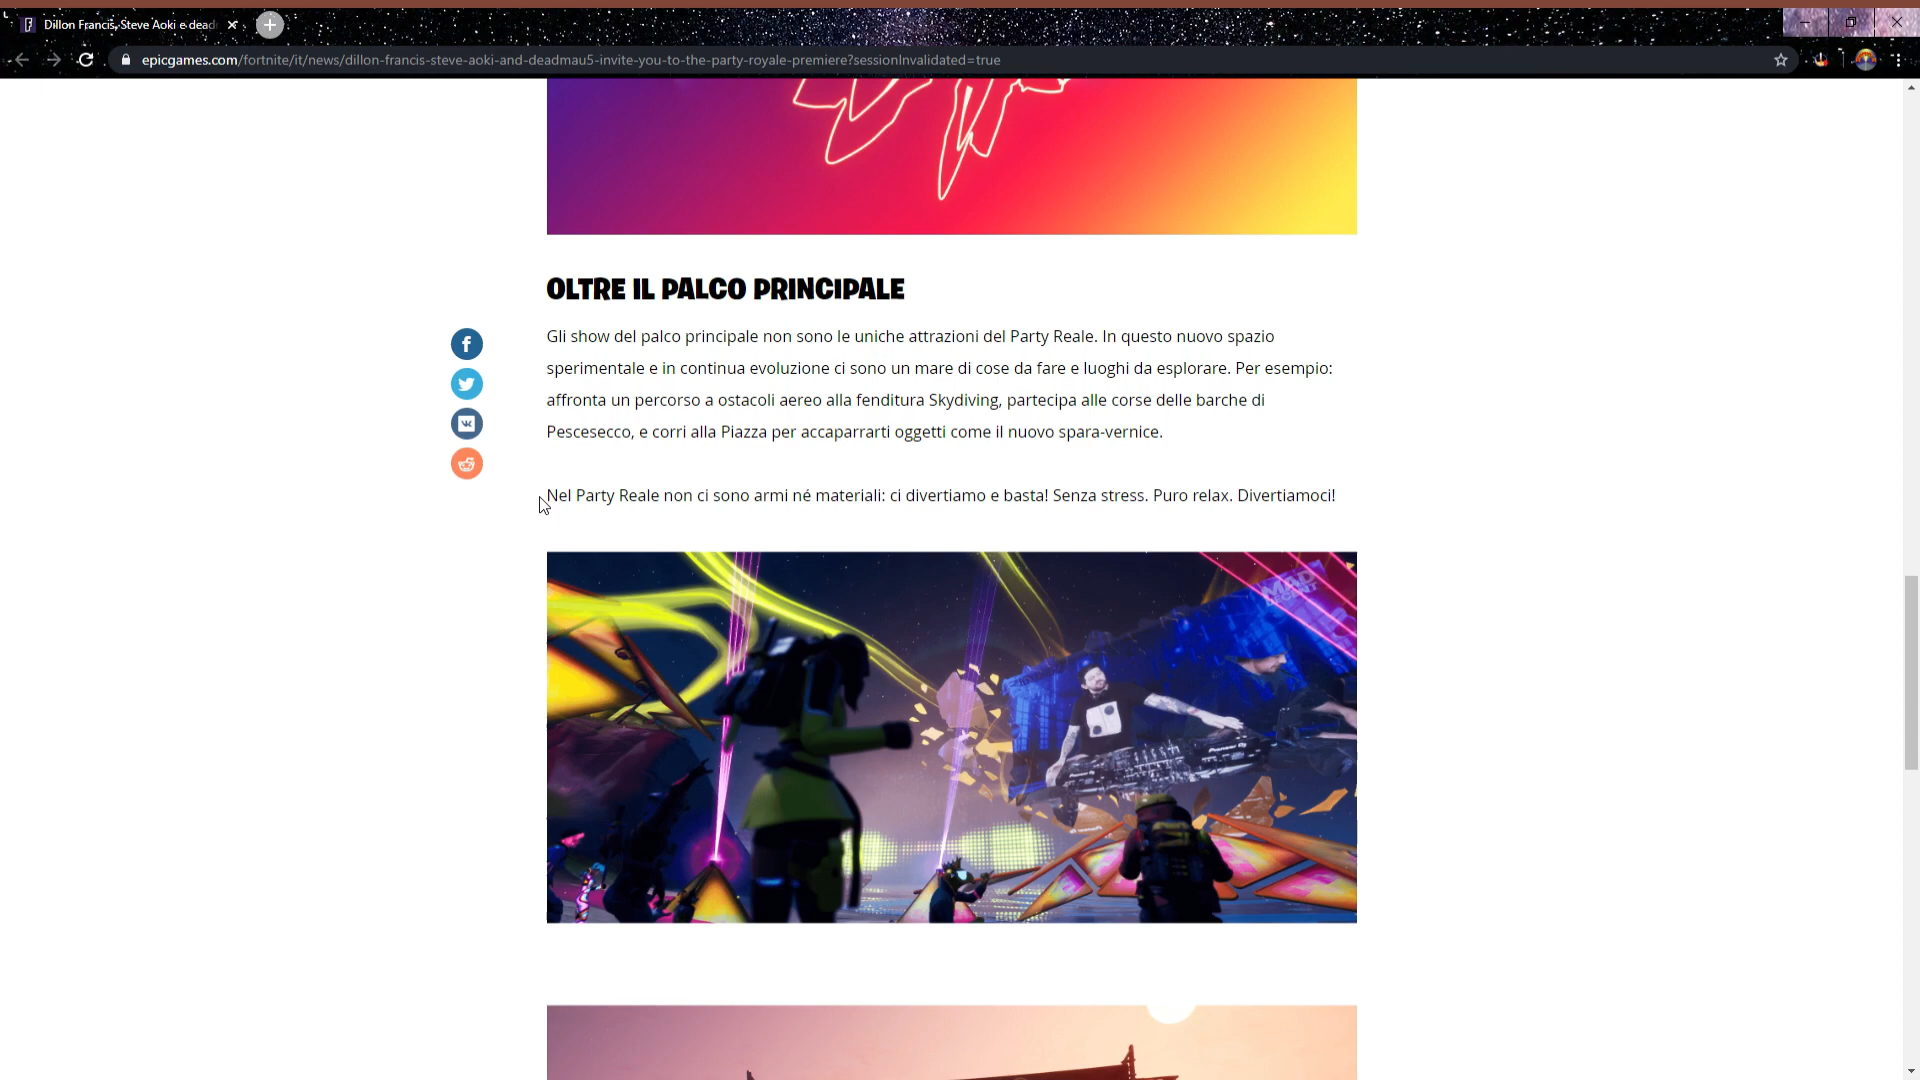 Dillon Francis, Steve Aoki e dead
epicgames.com/fortnite/it/news/dillon-francis-steve-aoki-and-deadmau5-invite-you-to-the-party-royale-premiere?sessionInvalidated=true
OLTRE IL PALCO PRINCIPALE
Gli show del palco principale non sono le uniche attrazioni del Party Reale. In questo nuovo spazio
sperimentale e in continua evoluzione ci sono un mare di cose da fare e luoghi da esplorare. Per esempio:
affronta un percorso a ostacoli aereo alla fenditura Skydiving, partecipa alle corse delle barche di
Pescesecco, e corri alla Piazza per accaparrarti oggetti come il nuovo spara-vernice.
Nel Party Reale non ci sono armi né materiali: ci divertiamo e basta! Senza stress. Puro relax. Divertiamoci!
MAD
DECENT